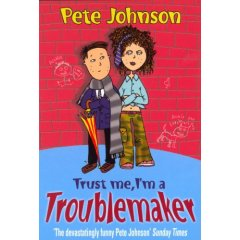 Pete Johnson
Trust me, I'm a
Troublemaker
'The devastatingly funny Pete Johnson' Sunday Times